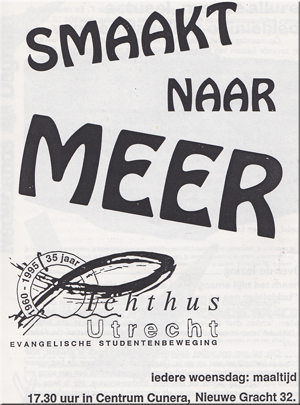 SMAAKT
NAAR
MEER
1960 - 1995 35 jaar
Ichthus
Utrecht
EVANGELISCHE STUDENTENBEWEGING
iedere woensdag: maaltijd
17.30 uur in Centrum Cunera, Nieuwe Gracht 32.